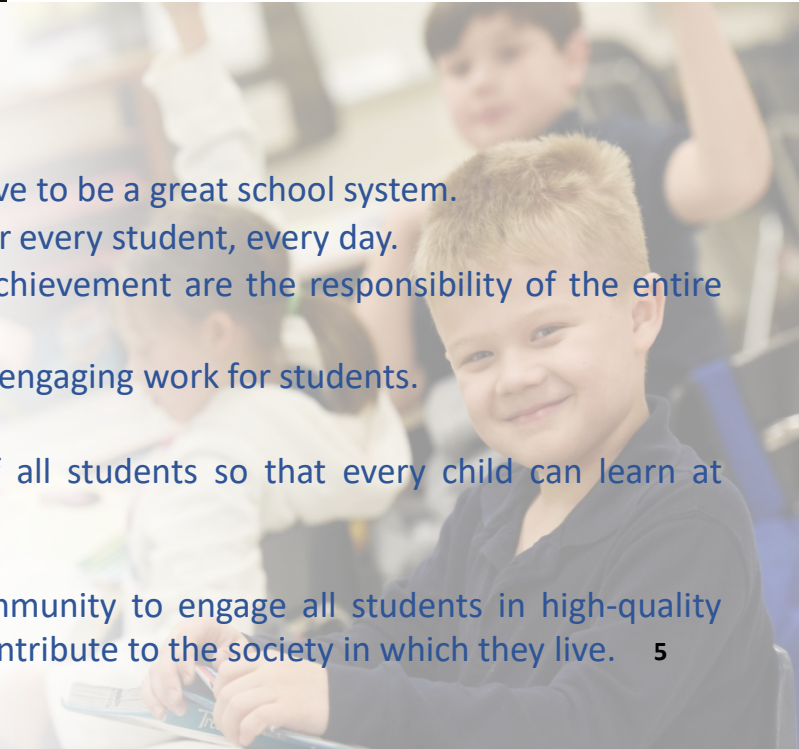 ve to be a great school system.
r every student, every day.
chievement are the responsibility of the entire
engaging work for students.
all students so that every child can learn at
mmunity to engage all students in high-quality
ntribute to the society in which they live. 5